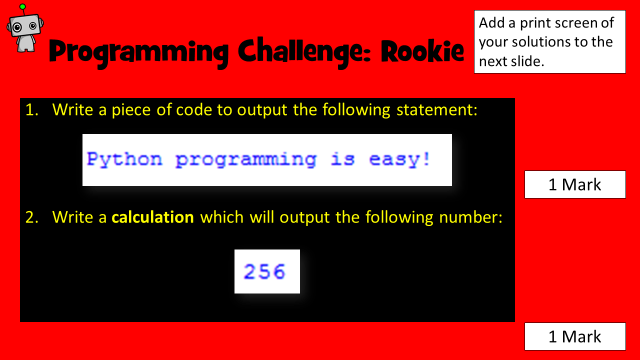 Programming Challenge: Rookie
Add a print screen of
your solutions to the
next slide.
1. Write a piece of code to output the following statement:
Python programming is easy!
1 Mark
2. Write a calculation which will output the following number:
256
1 Mark